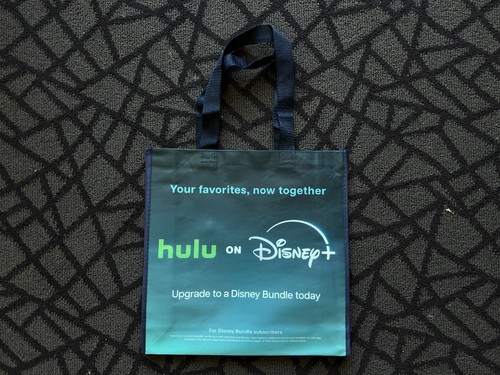 Your favorites, now together
hulu ON Disney+
Upgrade to a Disney Bundle today
For Disney Bundle subscribers